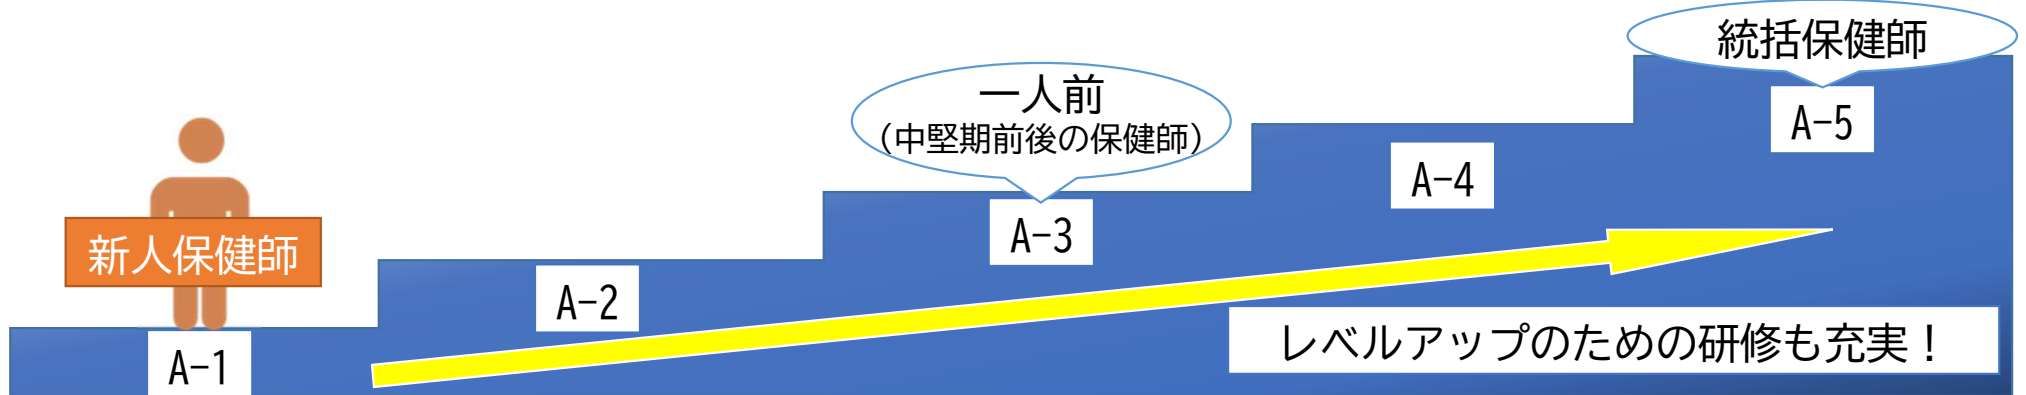 統括保健師
一人前
（中堅期前後の保健師）
A-5
A-4
A-3
新人保健師
A-2
レベルアップのための研修も充実！
A-1